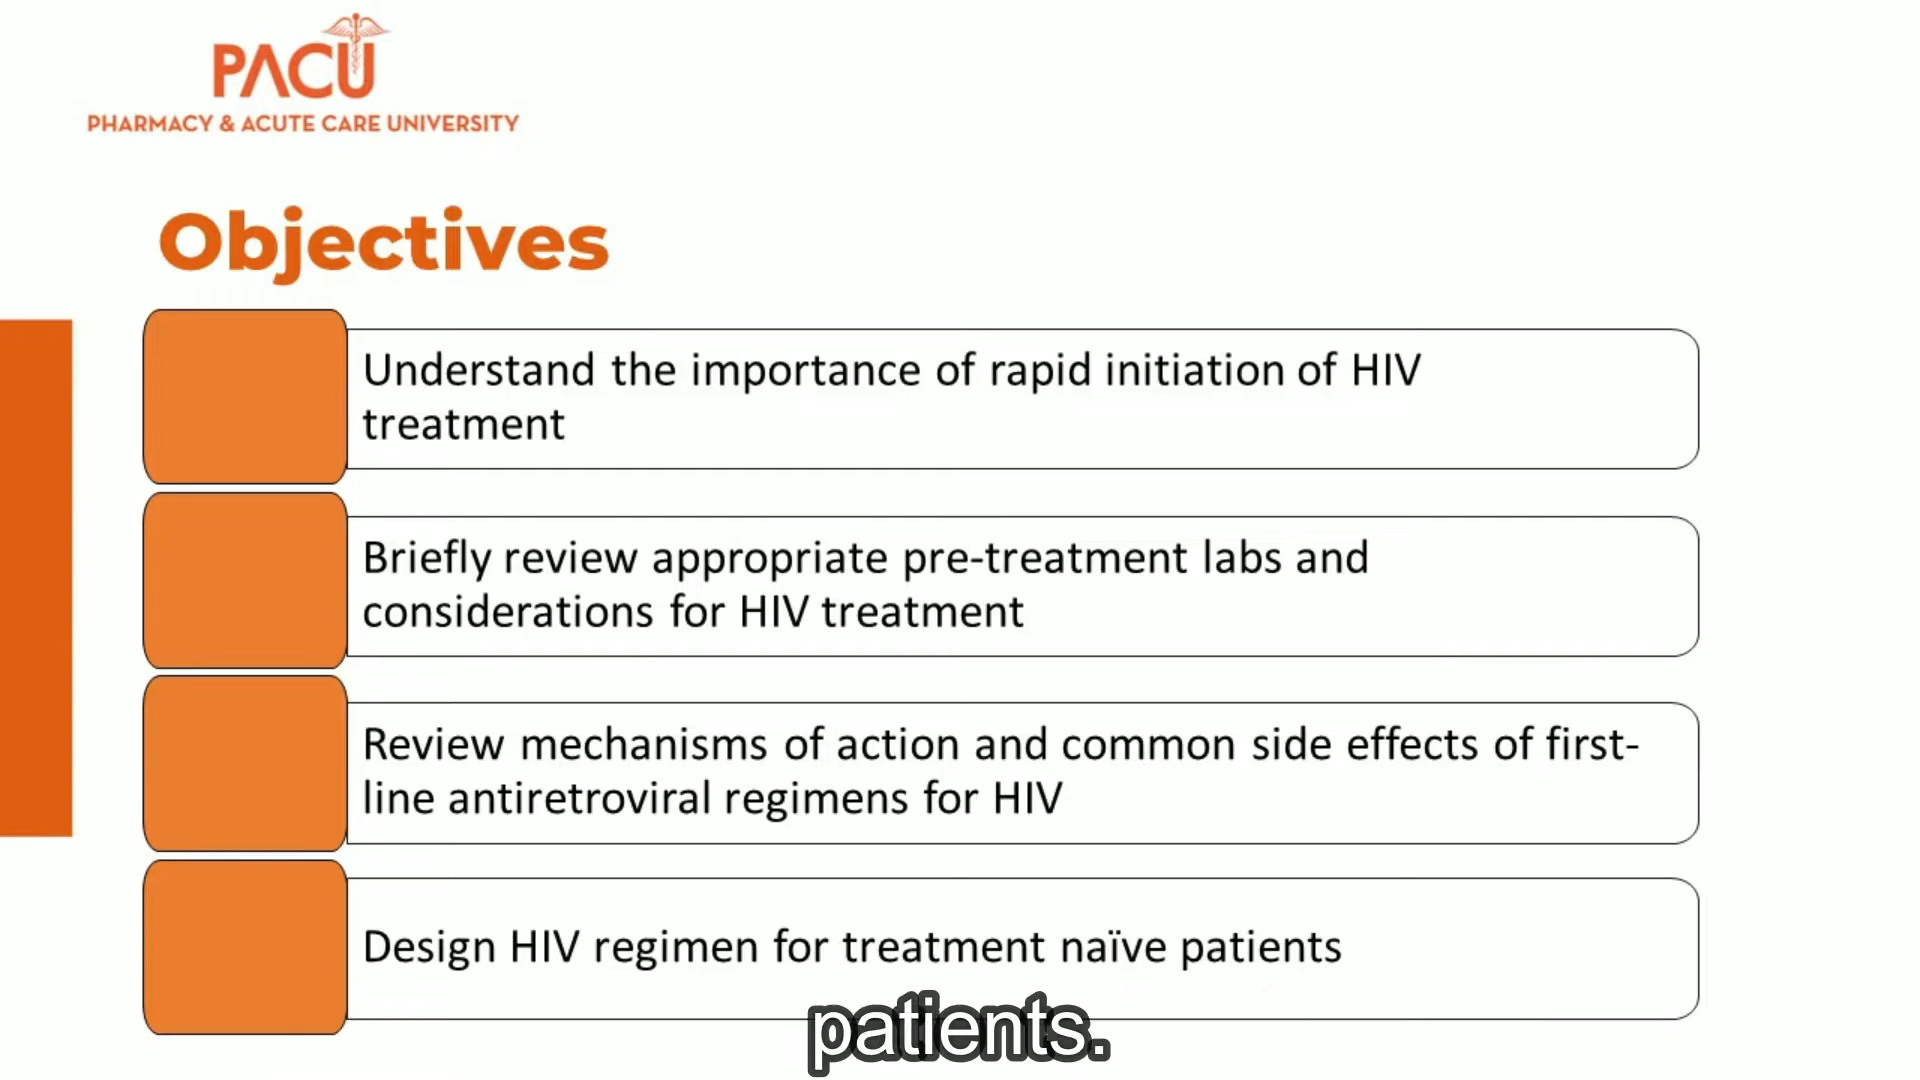 PACU
PHARMACY & ACUTE CARE UNIVERSITY
Objectives
Understand the importance of rapid initiation of HIV
treatment
Briefly review appropriate pre-treatment labs and
considerations for HIV treatment
Review mechanisms of action and common side effects of first-
line antiretroviral regimens for HIV
Design HIV regimen for treatment naïve patients
patients.